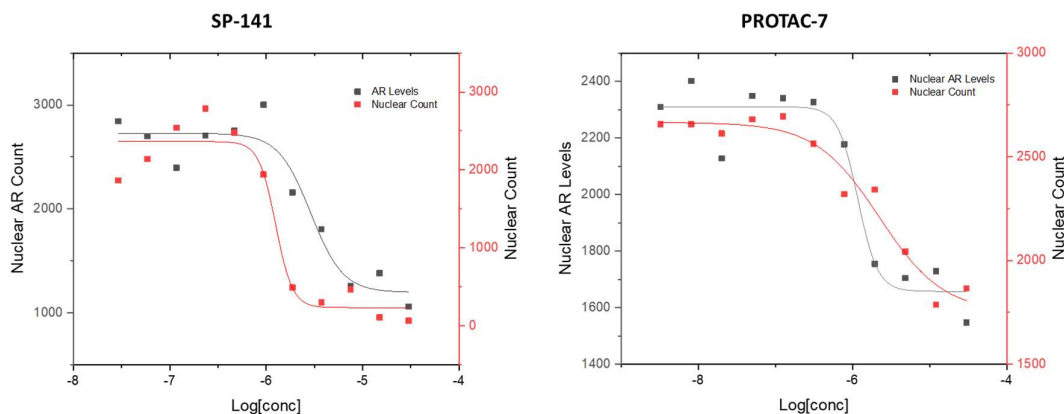 SP-141
PROTAC-7
AR Levels
Nuclear Count
3000
2000
1000
3000
2000
1000
0
-8 -7 -6 -5 -4
Log[conc]
Nuclear AR Count
Nuclear Count
Nuclear AR Levels
Nuclear Count
2400
2200
2000
1800
1600
1400
3000
2500
2000
1500
-8 -6 -4
Log[conc]
Nuclear AR Levels
Nuclear Count